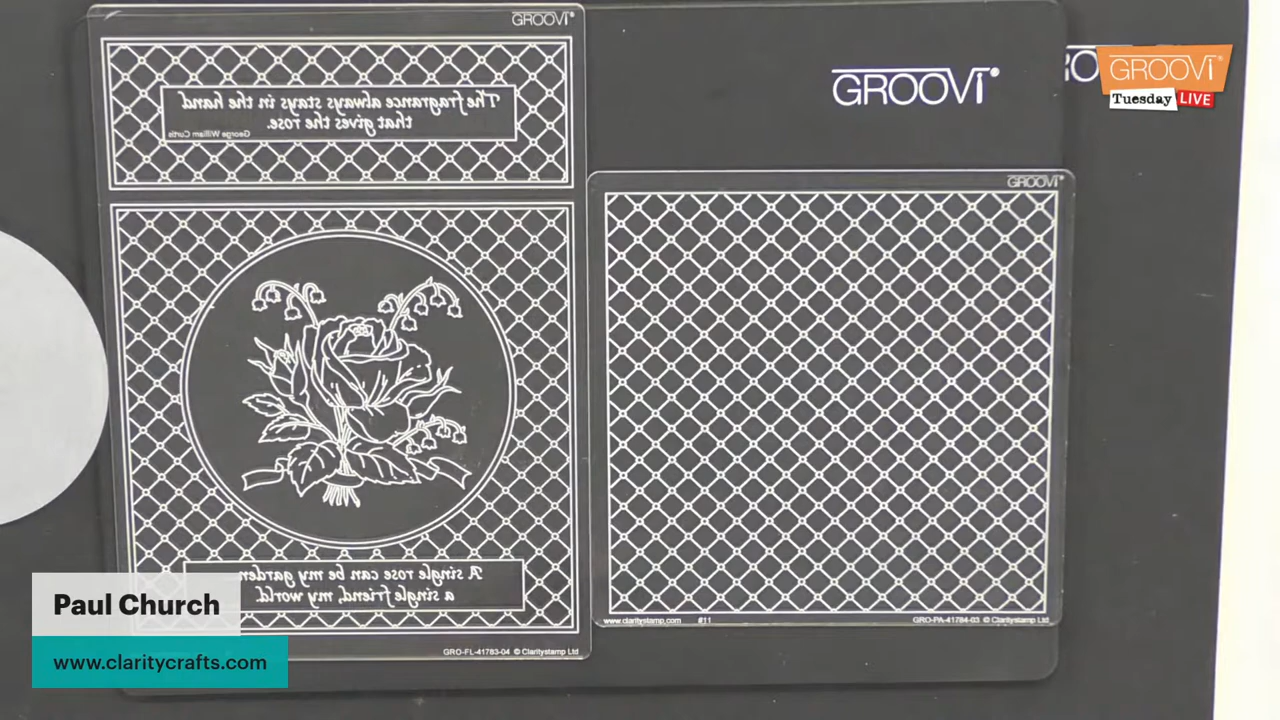 GROOVI®
GROOVI®
GROOVI
Tuesday LIVE
The fragrance always stays in the hand
that gives the rose.
George William Curtis
GROOVI®
A single rose can be my garden
a single friend, my world.
Paul Church
www.claritycrafts.com
GRO-FL-41783-04 © Claritystamp Ltd
www.claritystamp.com #11 GRO-PA-41784-03 © Claritystamp Ltd